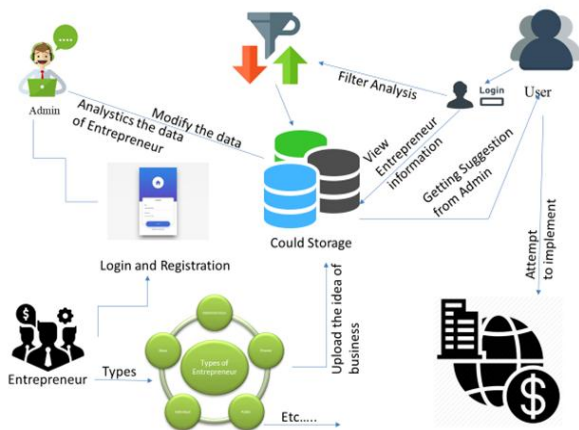 Admin
Analystics the data
of Entrepreneur
Modify the data
Filter Analysis
Login
User
View
Entrepreneur
information
Getting Suggestion
from Admin
Could Storage
Login and Registration
Attempt
to implement
Entrepreneur
Types
Types of
Entrepreneur
Upload the idea of
business
Etc.....